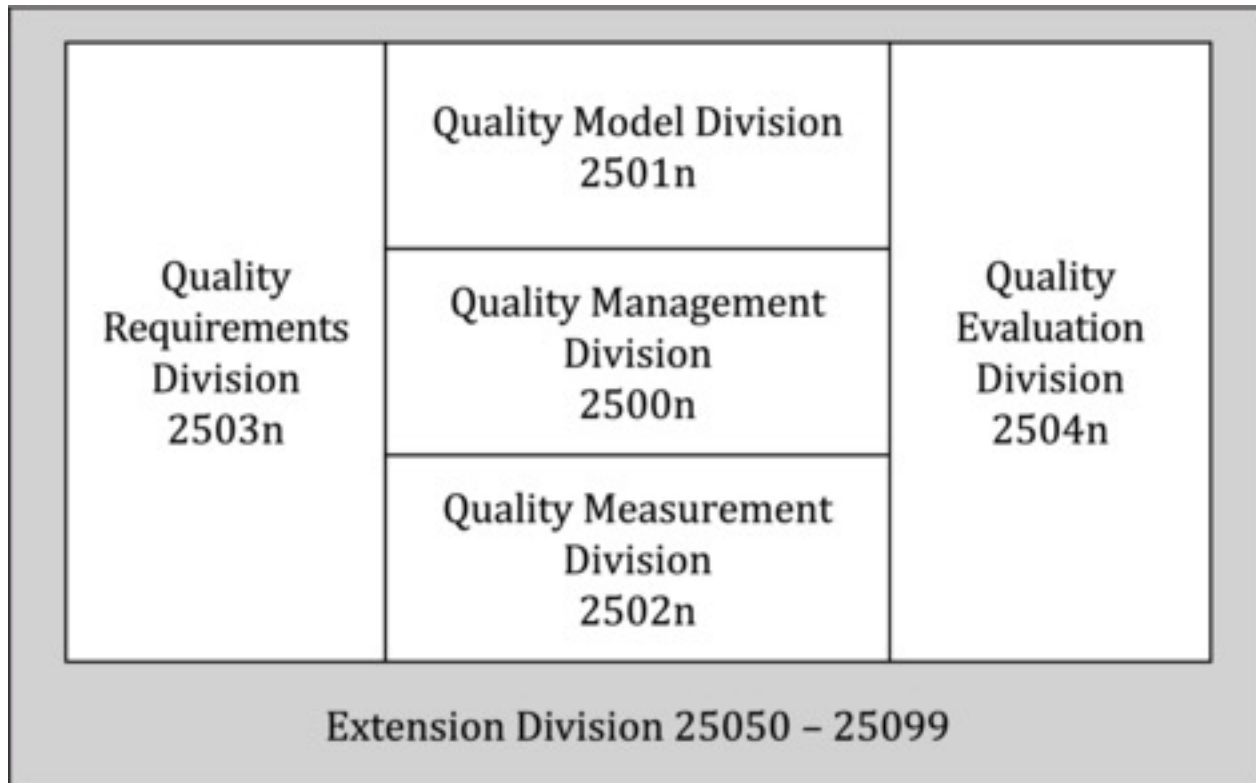 Quality
Requirements
Division
2503n
Quality Model Division
2501n
Quality Management
Division
2500n
Quality Measurement
Division
2502n
Quality
Evaluation
Division
2504n
Extension Division 25050 – 25099